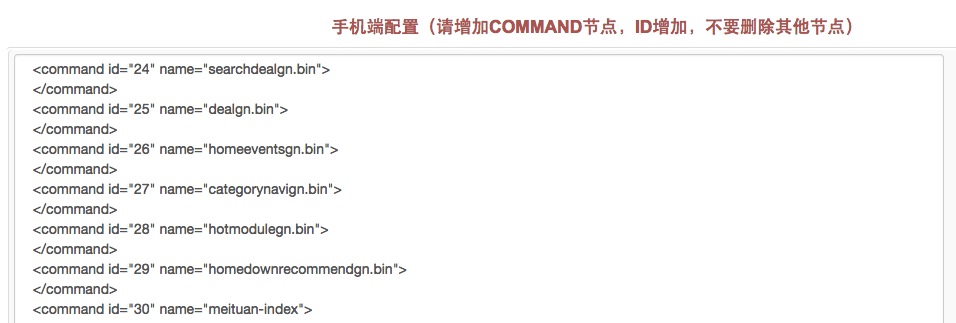 手机端配置（请增加COMMAND节点，ID增加，不要删除其他节点）
<command id="24" name="searchdealgn.bin">
</command>
<command id="25" name="dealgn.bin">
</command>
<command id="26" name="homeeventsgn.bin">
</command>
<command id="27" name="categorynavign.bin">
</command>
<command id="28" name="hotmodulegn.bin">
</command>
<command id="29" name="homedownrecommendgn.bin">
</command>
<command id="30" name="meituan-index">